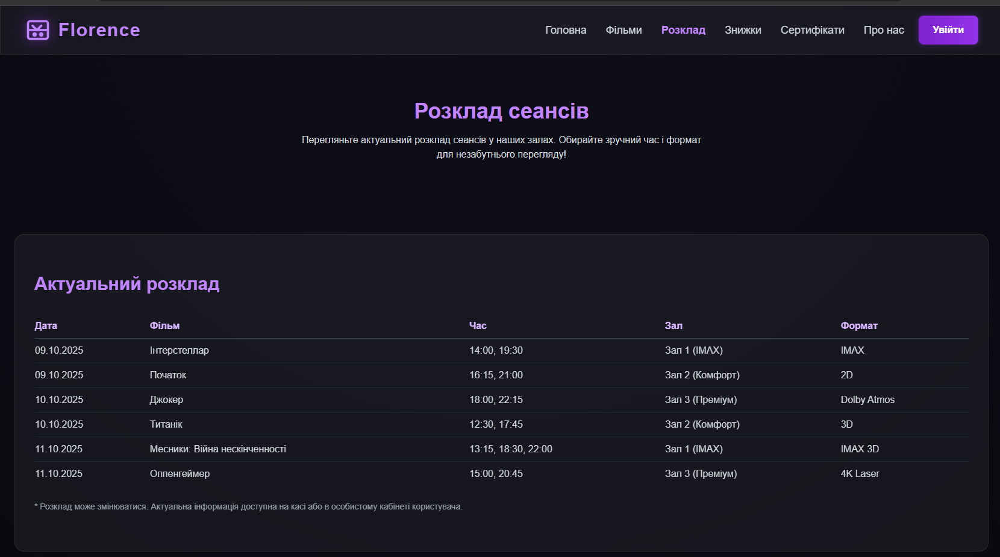 Florence
Головна Фільми Розклад Знижки Сертифікати Про нас Увійти
Розклад сеансів
Перегляньте актуальний розклад сеансів у наших залах. Обирайте зручний час і формат
для незабутнього перегляду!
Актуальний розклад
Дата Фільм Час Зал Формат
09.10.2025 Інтерстеллар 14:00, 19:30 Зал 1 (IMAX) IMAX
09.10.2025 Початок 16:15, 21:00 Зал 2 (Комфорт) 2D
10.10.2025 Джокер 18:00, 22:15 Зал 3 (Преміум) Dolby Atmos
10.10.2025 Титанік 12:30, 17:45 Зал 2 (Комфорт) 3D
11.10.2025 Месники: Війна нескінченності 13:15, 18:30, 22:00 Зал 1 (IMAX) IMAX 3D
11.10.2025 Оппенгеймер 15:00, 20:45 Зал 3 (Преміум) 4K Laser
* Розклад може змінюватися. Актуальна інформація доступна на касі або в особистому кабінеті користувача.